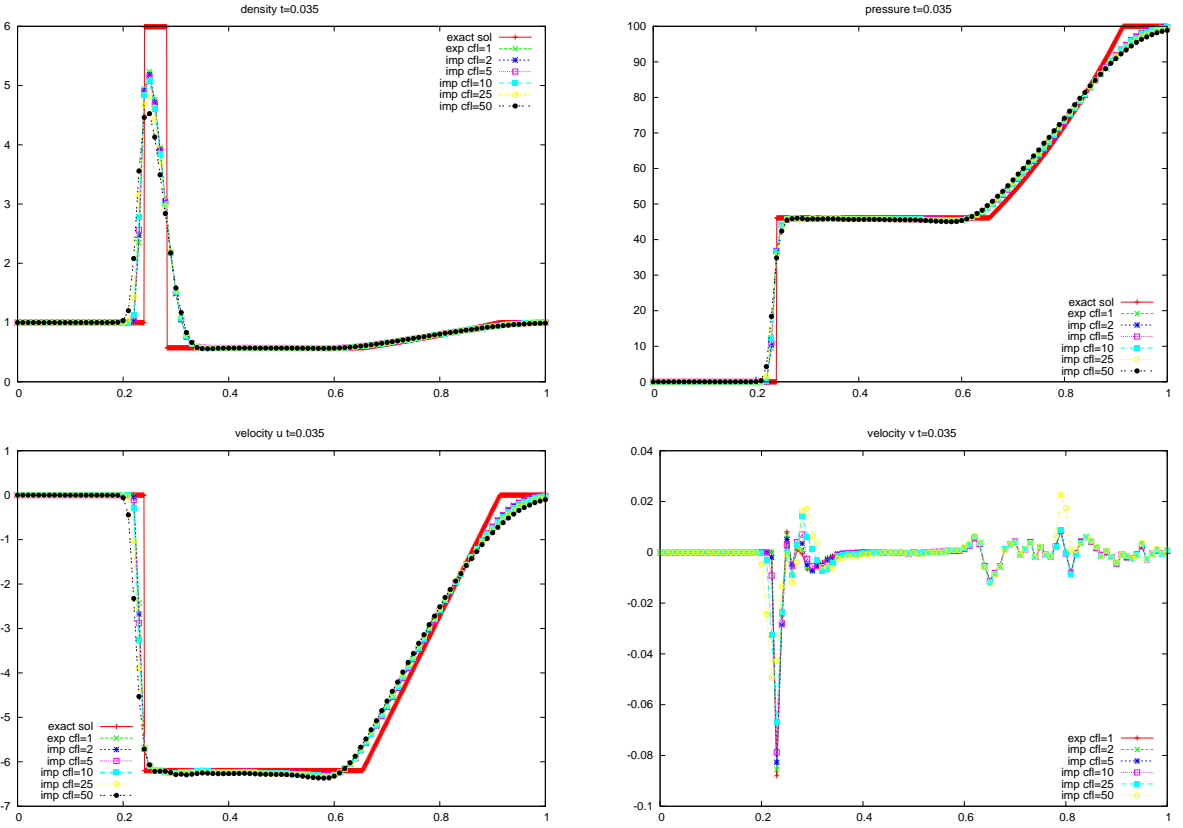 density t=0.035
6
5
4
3
2
1
0
0 0.2 0.4 0.6 0.8 1
exact sol
exp cfl=1
imp cfl=2
imp cfl=5
imp cfl=10
imp cfl=25
imp cfl=50
pressure t=0.035
100
90
80
70
60
50
40
30
20
10
0
0 0.2 0.4 0.6 0.8 1
exact sol
exp cfl=1
imp cfl=2
imp cfl=5
imp cfl=10
imp cfl=25
imp cfl=50
velocity u t=0.035
1
0
-1
-2
-3
-4
-5
-6
-7
0 0.2 0.4 0.6 0.8 1
exact sol
exp cfl=1
imp cfl=2
imp cfl=5
imp cfl=10
imp cfl=25
imp cfl=50
velocity v t=0.035
0.04
0.02
0
-0.02
-0.04
-0.06
-0.08
-0.1
0 0.2 0.4 0.6 0.8 1
exp cfl=1
imp cfl=2
imp cfl=5
imp cfl=10
imp cfl=25
imp cfl=50